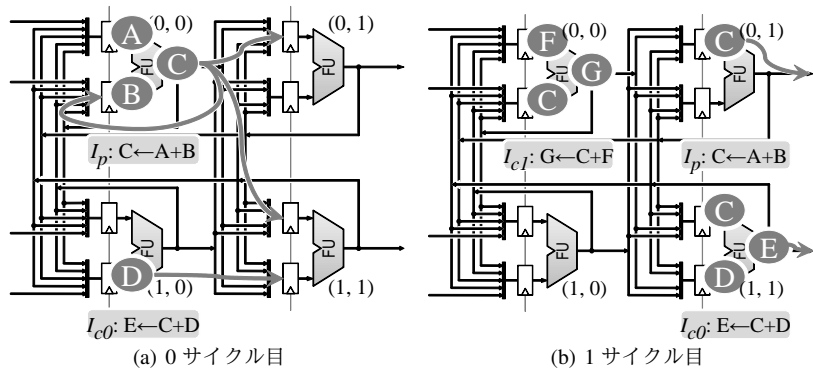 A (0, 0) (0, 1)
FU C FU
B
I_p: C←A+B
FU FU
D (1, 0) (1, 1)
I_c0: E←C+D
(a) 0 サイクル目
F (0, 0) C (0, 1)
FU G FU
C
I_c1: G←C+F I_p: C←A+B
C
FU FU E
(1, 0) D (1, 1)
I_c0: E←C+D
(b) 1 サイクル目